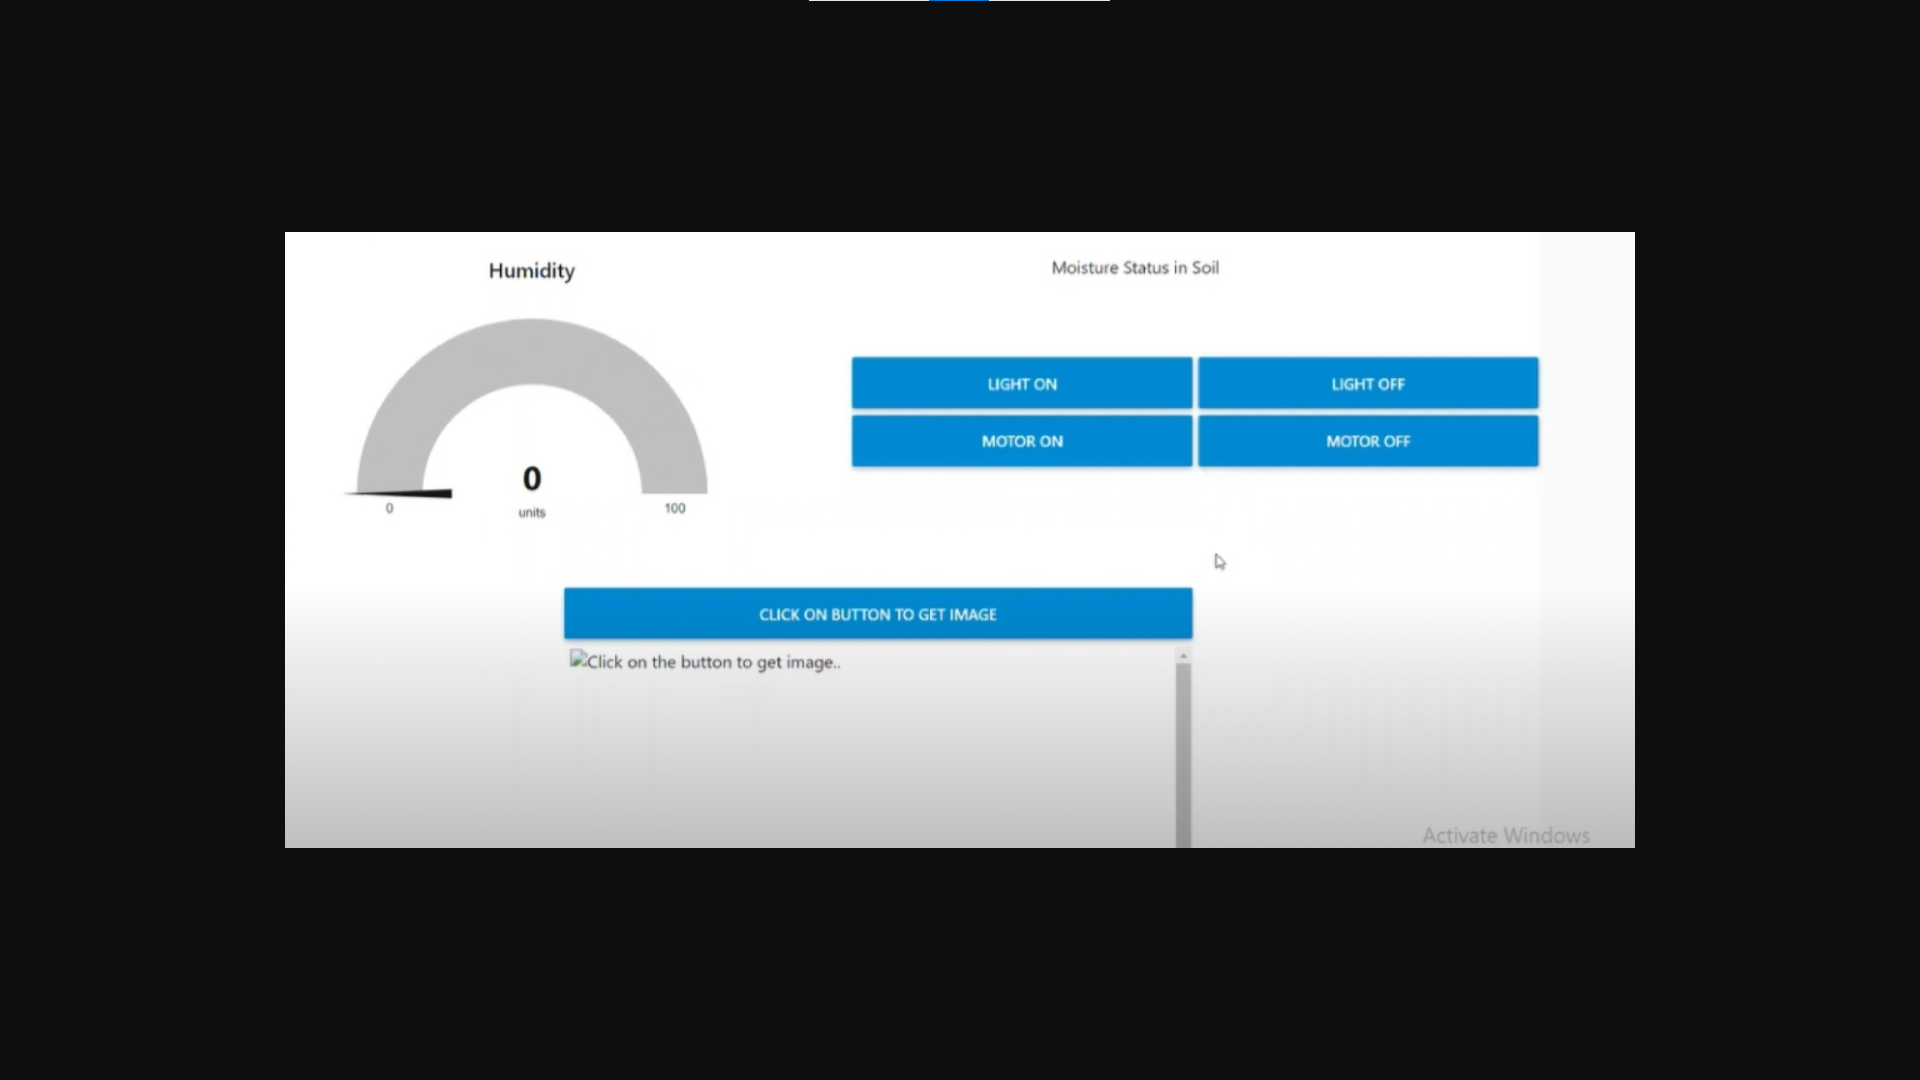 Humidity
Moisture Status in Soil
LIGHT ON
LIGHT OFF
MOTOR ON
MOTOR OFF
0
units
0
100
CLICK ON BUTTON TO GET IMAGE
Click on the button to get image..
Activate Windows